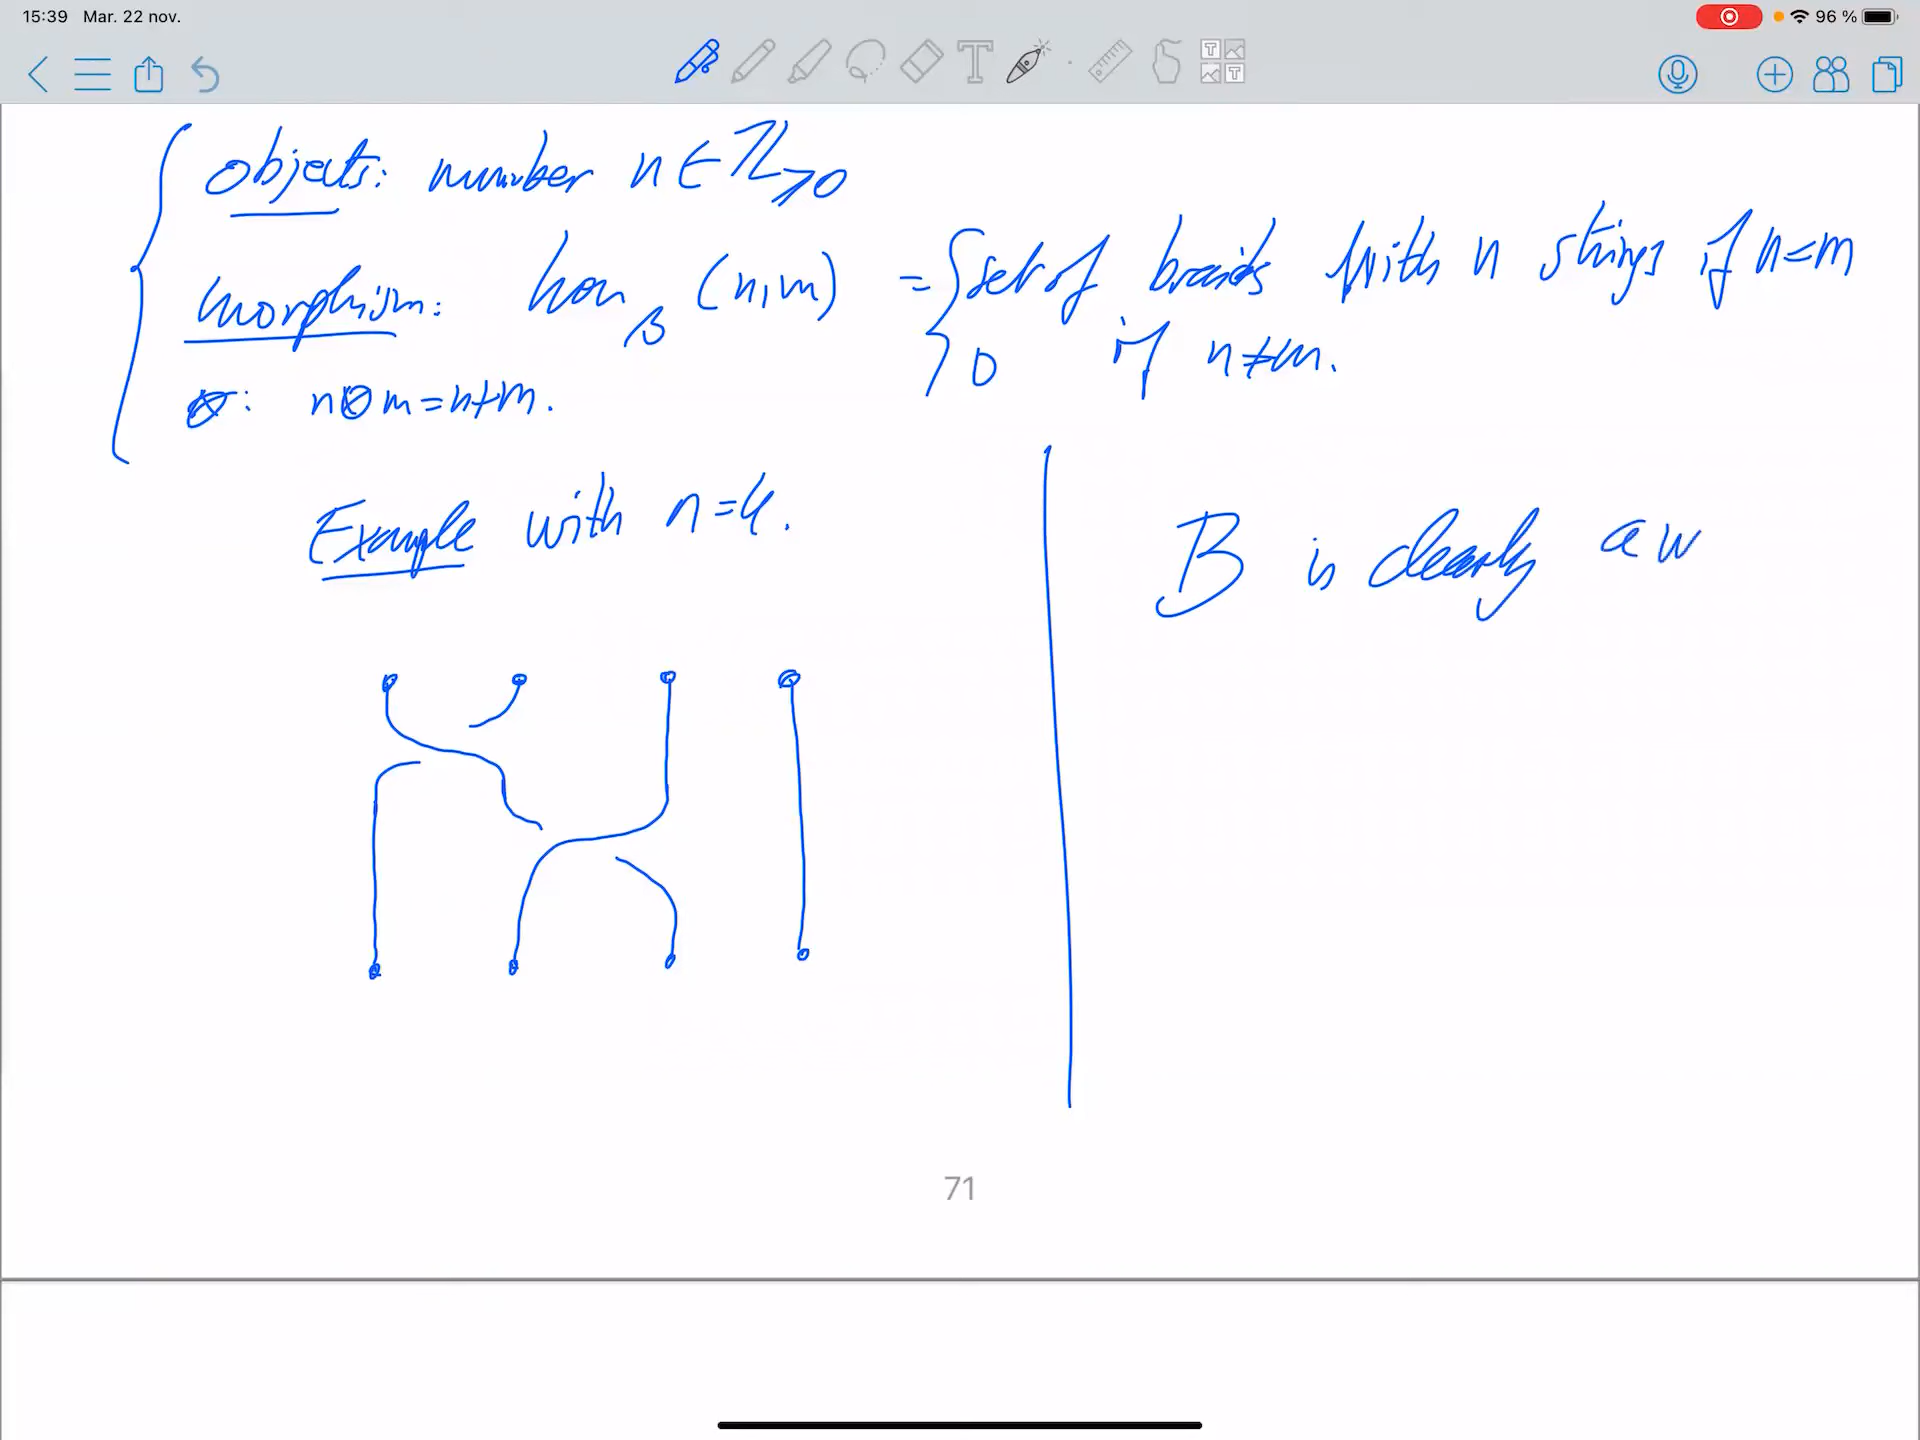 15:39 Mar. 22 nov. 96 %
objects: number n ∈ ℤ≥0
morphism: hom_B (n,m) = { set of braids with n strings if n=m
0 if n≠m.
⊗: n⊗m=n+m.
Example with n=4.
B is clearly a
71